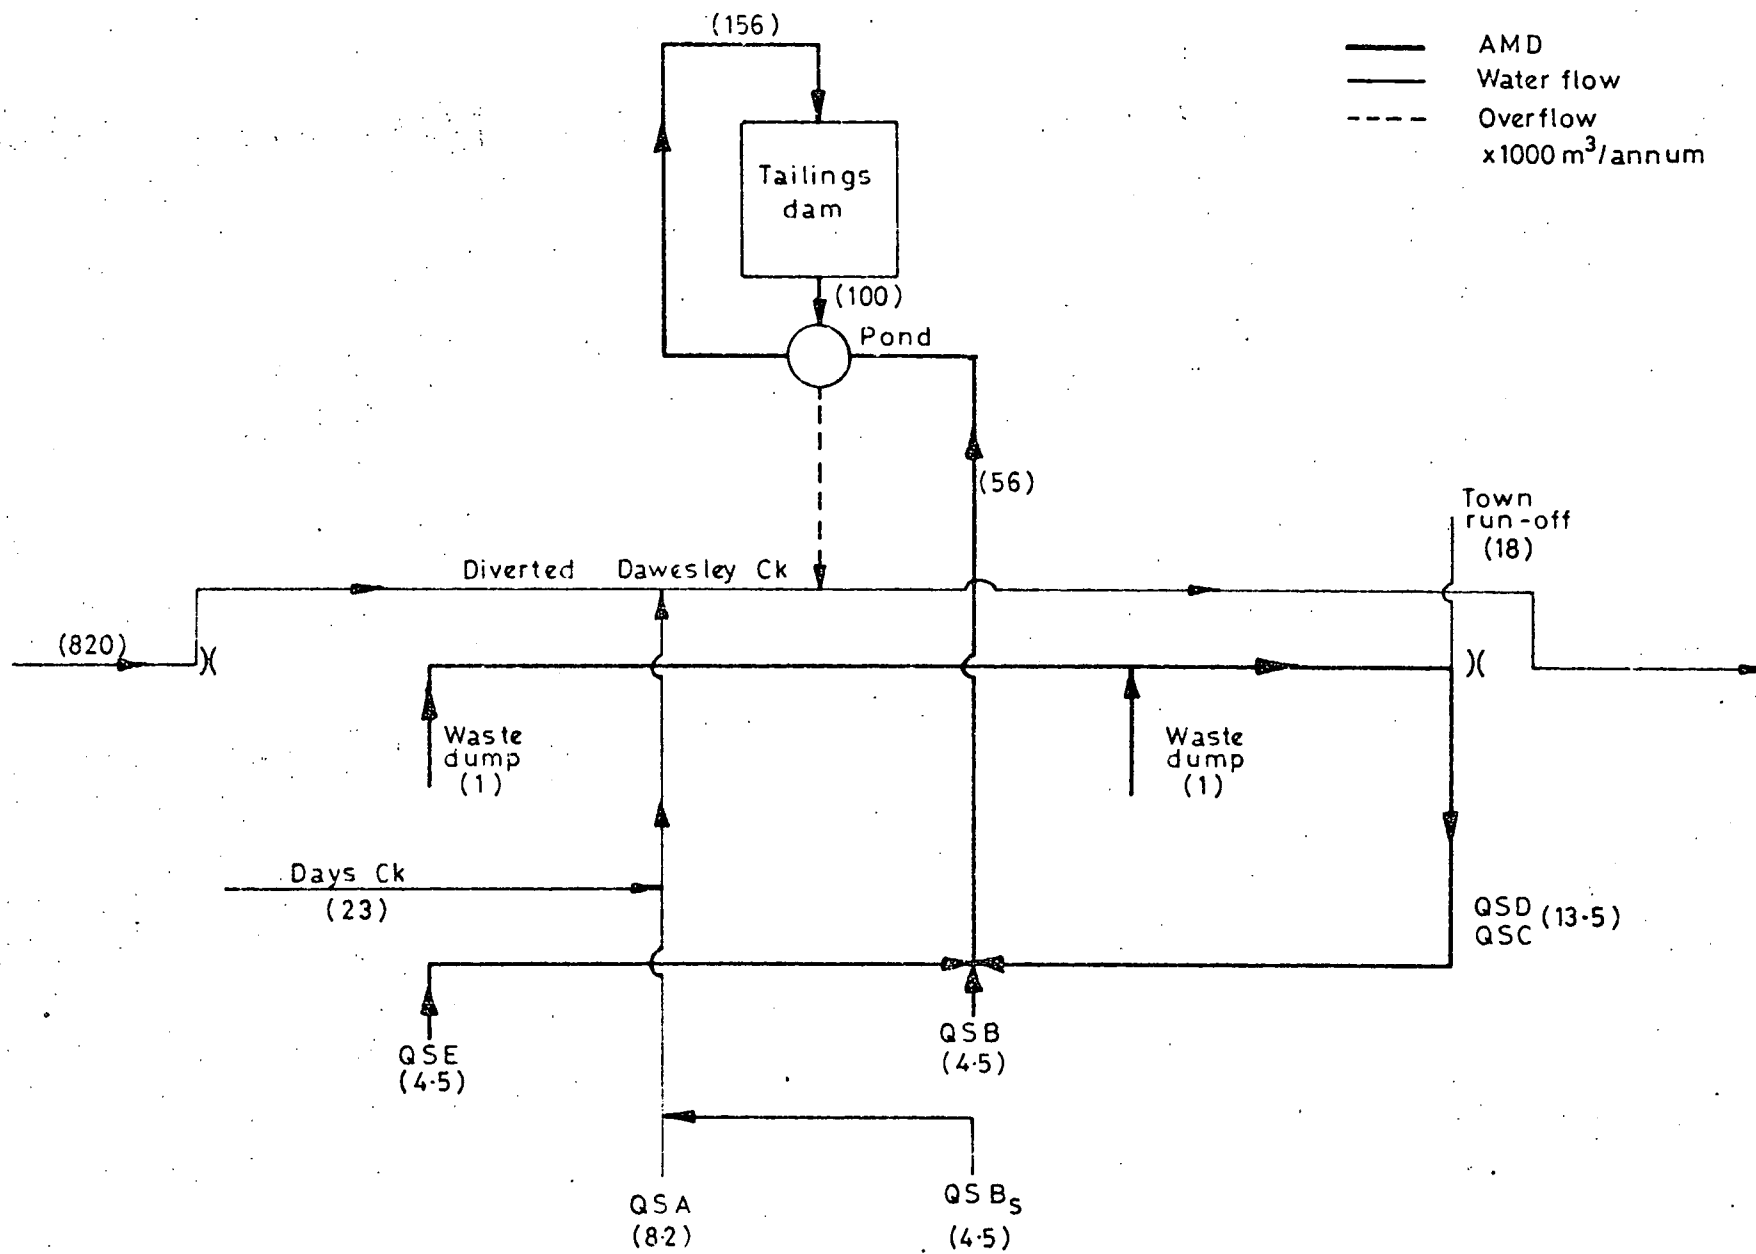 (156)
AMD
Water flow
Overflow
x1000 m³/annum
Tailings
dam
(100)
Pond
(56)
Town
run-off
(18)
Diverted Dawesley Ck
(820)
Waste
dump
(1)
Waste
dump
(1)
Days Ck
(23)
QSD (13·5)
QSC
QSE
(4·5)
QSB
(4·5)
QSA
(8·2)
QSBs
(4·5)